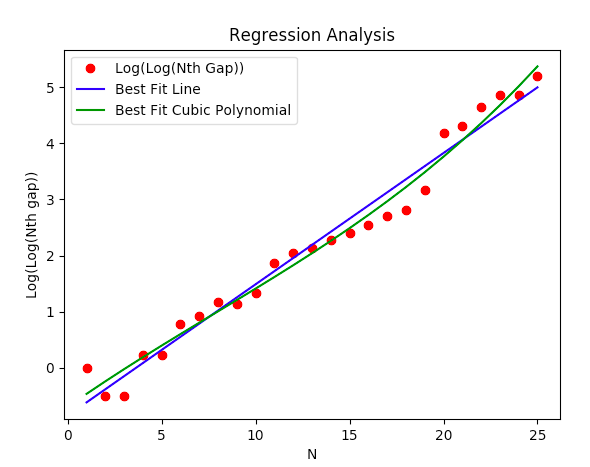 Regression Analysis
Log(Log(Nth Gap))
Best Fit Line
Best Fit Cubic Polynomial
Log(Log(Nth gap))
5
4
3
2
1
0
0 5 10 15 20 25
N